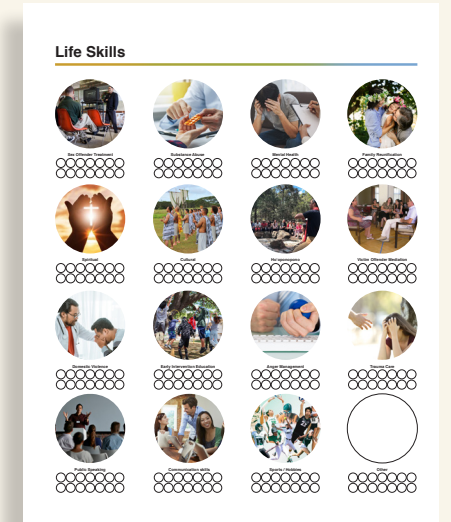 Life Skills
Sex Offender Treatment
Substance Abuse
Mental Health
Family Reunification
Spiritual
Cultural
Ho'oponopono
Victim Offender Mediation
Domestic Violence
Early Intervention Education
Anger Management
Trauma Care
Public Speaking
Communication skills
Sports / Hobbies
Other